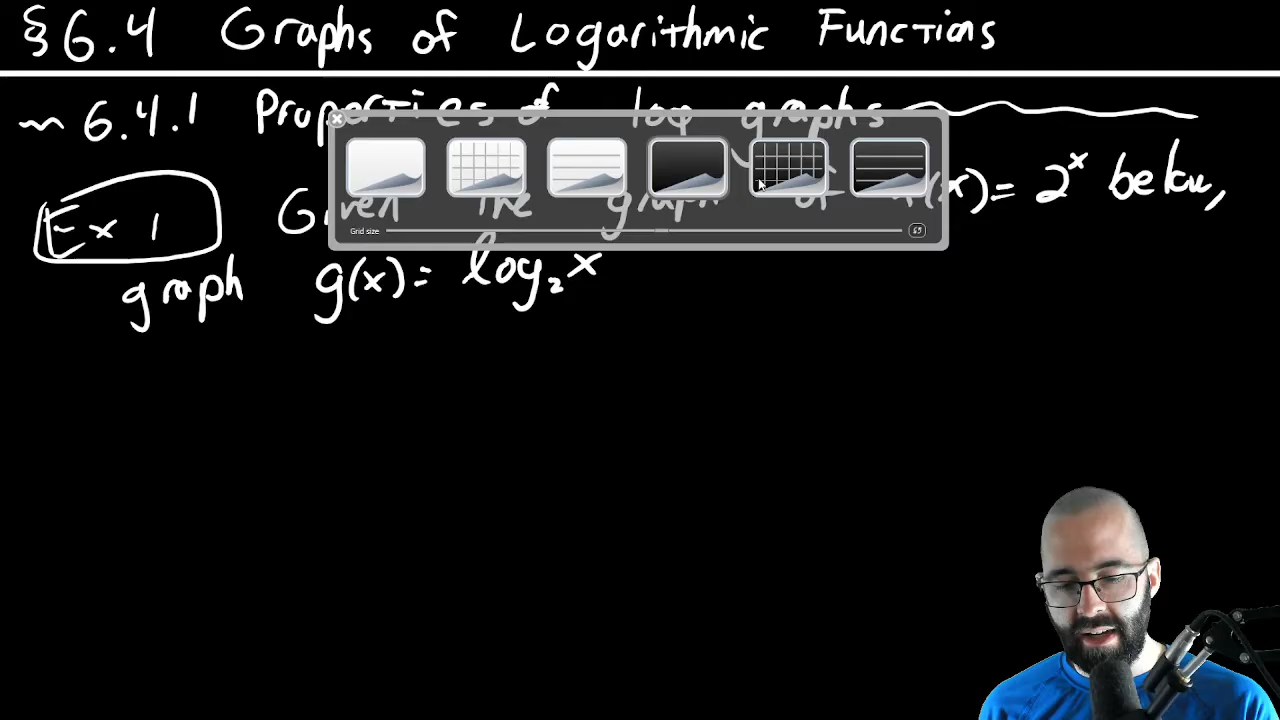 §6.4 Graphs of Logarithmic Functions
~ 6.4.1 Properties of log graphs
Ex 1 Given the graph of (x)= 2ˣ below,
Grid size
graph g(x)= log₂x